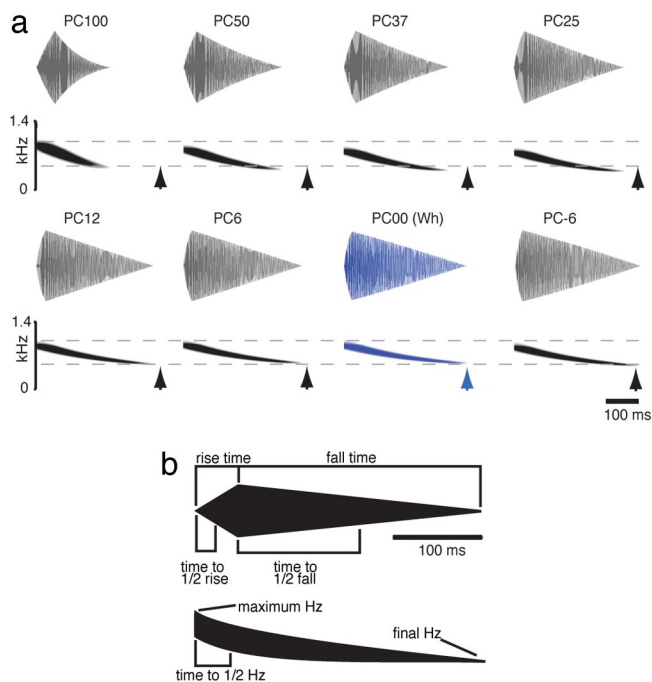 a
PC100 PC50 PC37 PC25
1.4
kHz
0
PC12 PC6 PC00 (Wh) PC-6
1.4
kHz
0
100 ms
b
rise time fall time
100 ms
time to
1/2 rise
time to
1/2 fall
maximum Hz
final Hz
time to 1/2 Hz